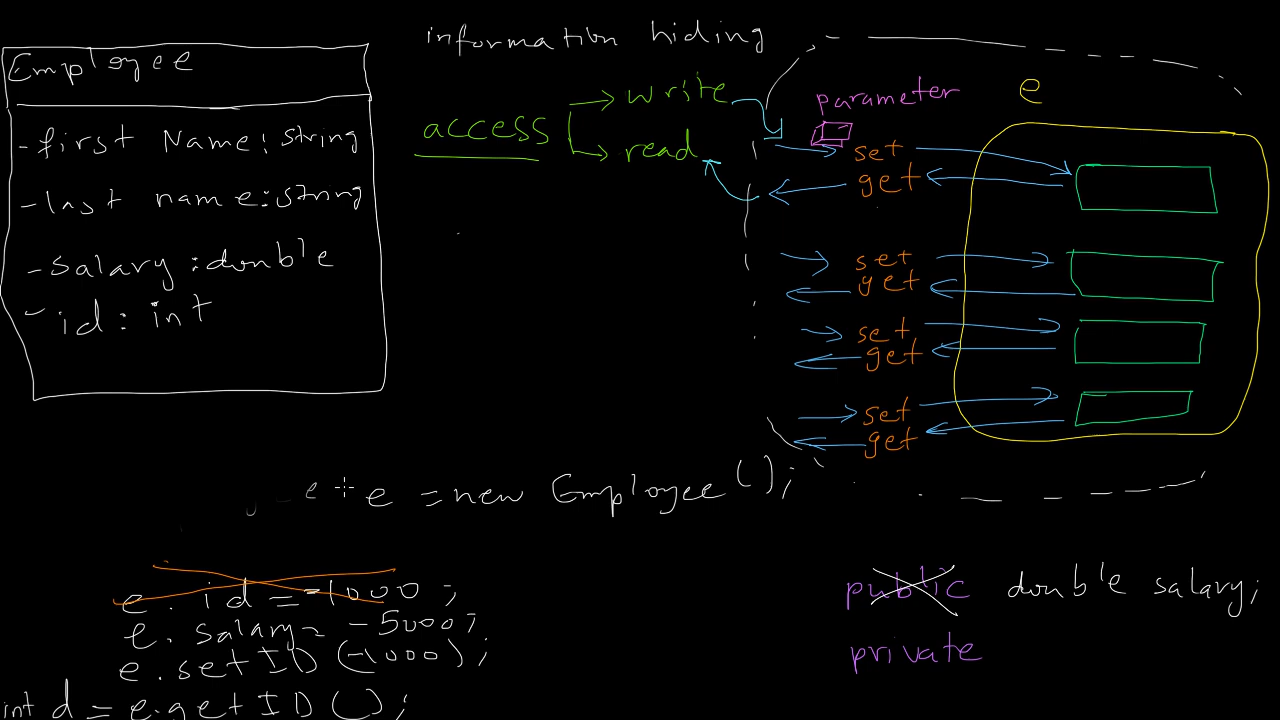 information hiding
Employee
- first Name: string
- last name: string
- salary: double
- id: int
access
write
read
parameter
e
set
get
set
get
set
get
set
get
e = new Employee();
e.id = -1000;
e.salary = -5000;
e.setID(-1000);
int d = e.getID();
public double salary;
private